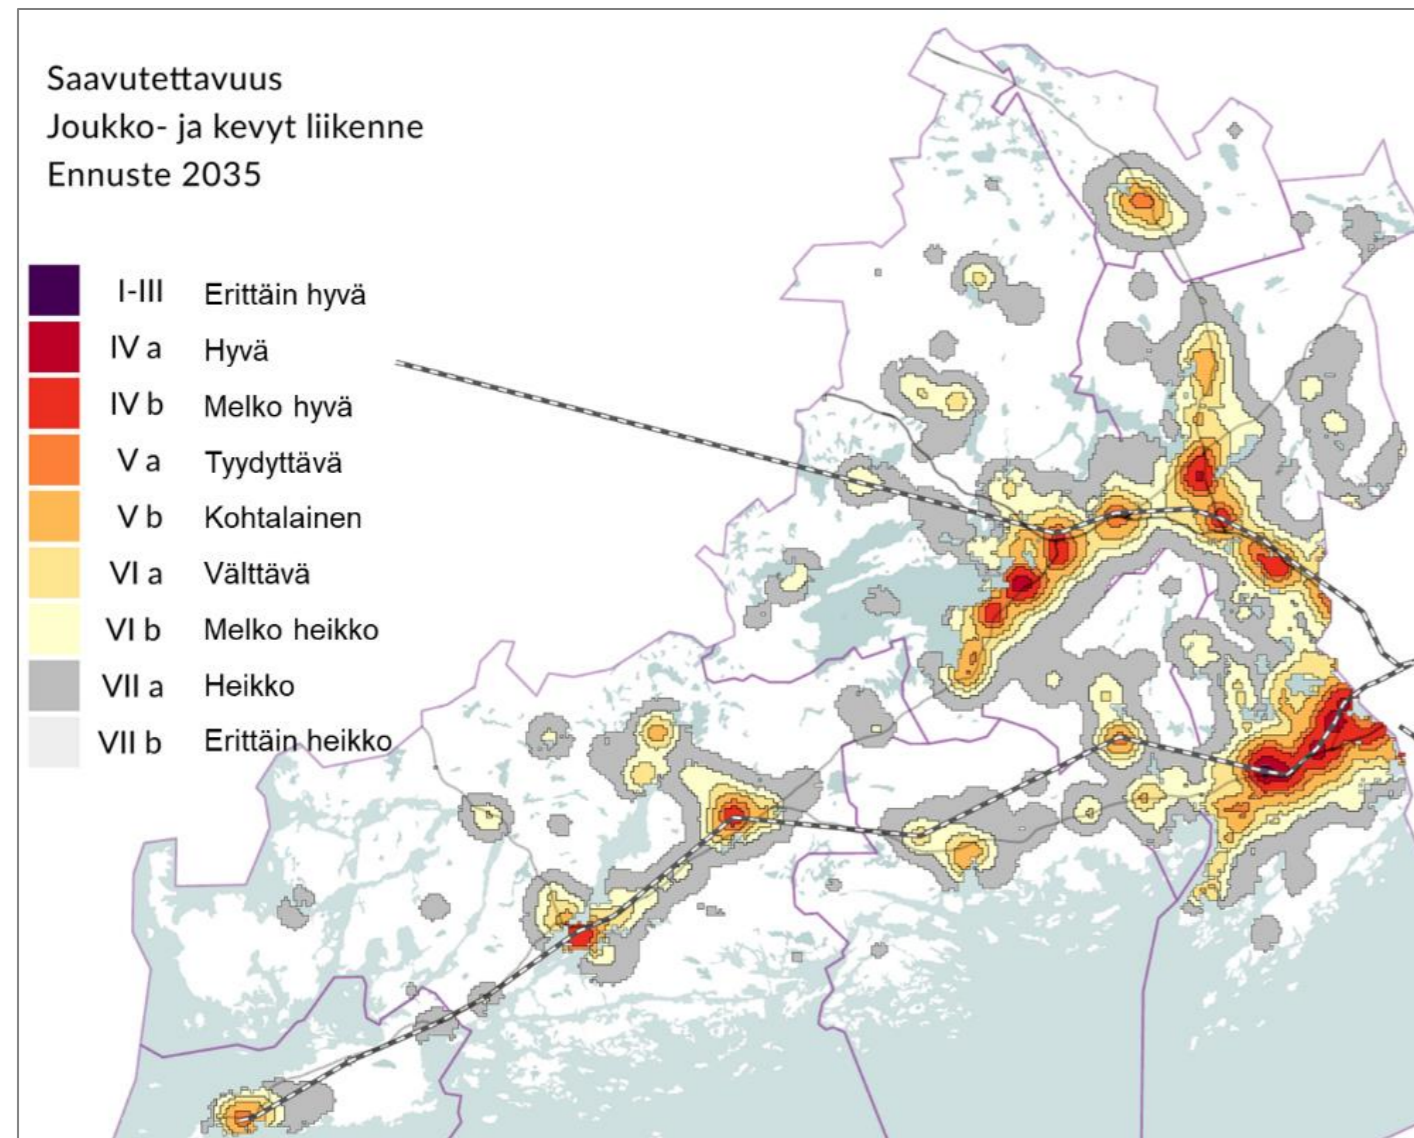 Saavutettavuus
Joukko- ja kevyt liikenne
Ennuste 2035
I-III Erittäin hyvä
IV a Hyvä
IV b Melko hyvä
V a Tyydyttävä
V b Kohtalainen
VI a Välttävä
VI b Melko heikko
VII a Heikko
VII b Erittäin heikko